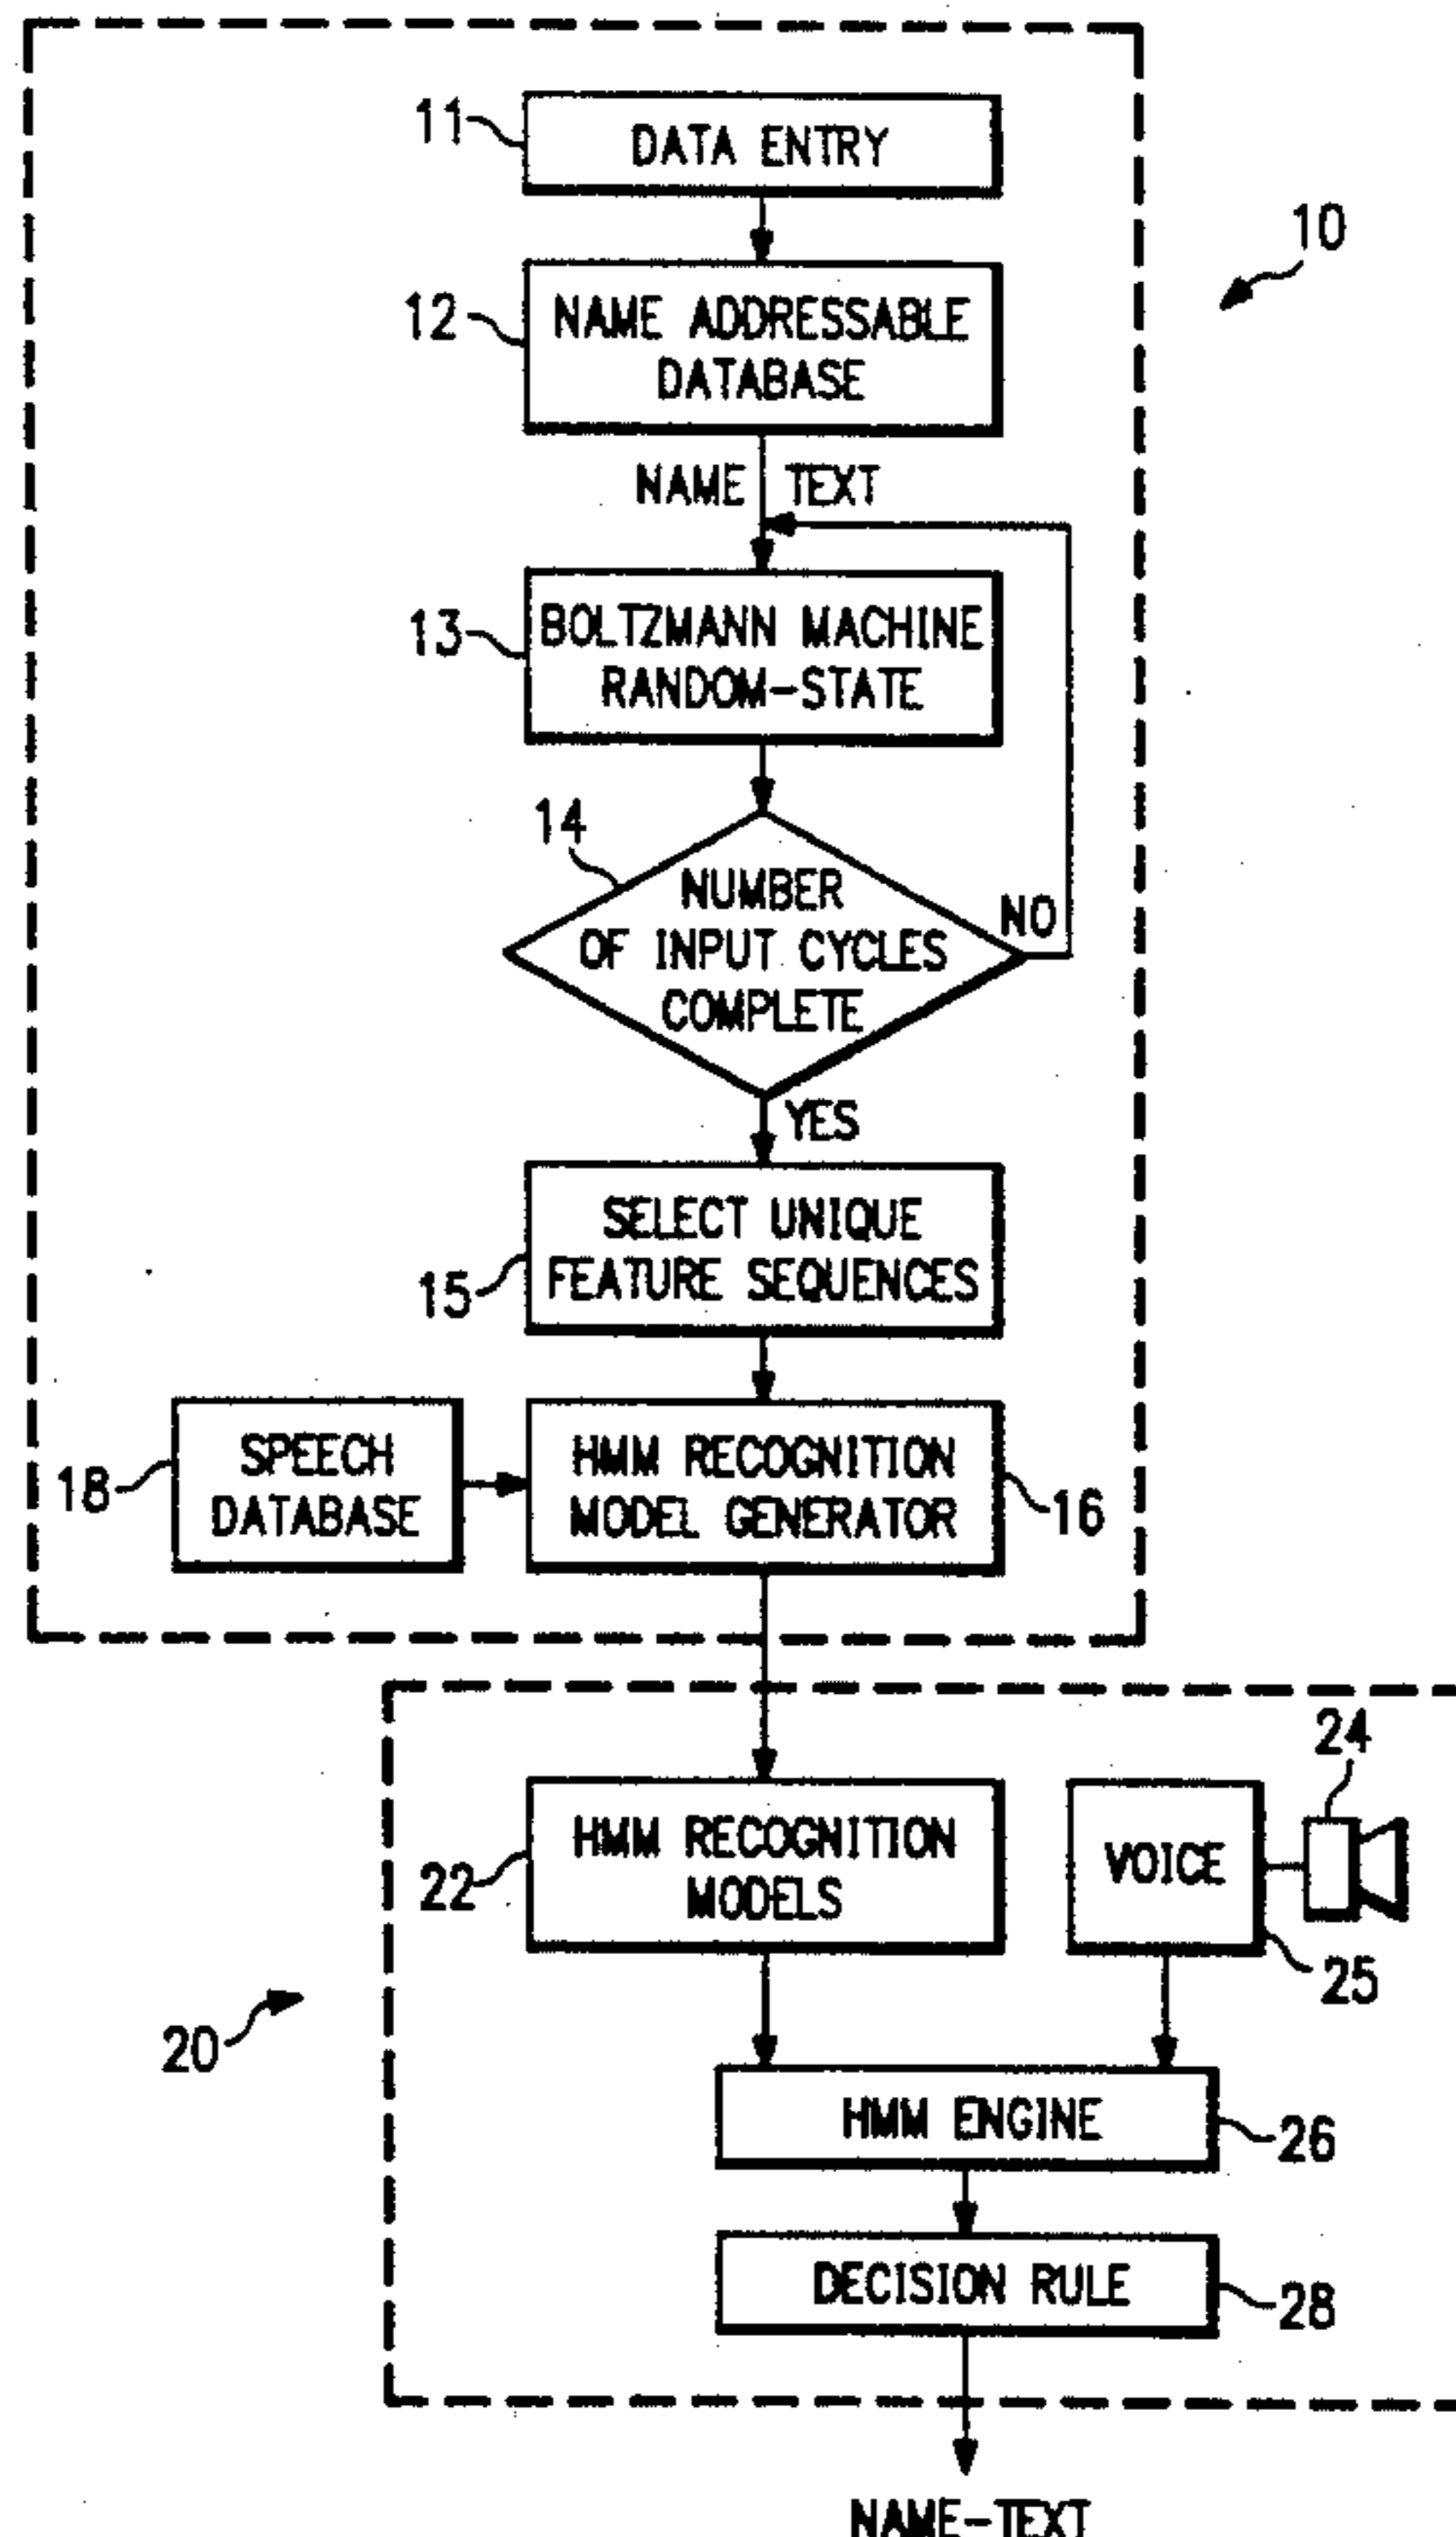 11
DATA ENTRY
10
12
NAME ADDRESSABLE
DATABASE
NAME TEXT
13
BOLTZMANN MACHINE
RANDOM-STATE
14
NUMBER
OF INPUT CYCLES
COMPLETE
NO
YES
SELECT UNIQUE
FEATURE SEQUENCES
15
18
SPEECH
DATABASE
HMM RECOGNITION
MODEL GENERATOR
16
24
HMM RECOGNITION
MODELS
22
VOICE
25
20
HMM ENGINE
26
DECISION RULE
28
NAME-TEXT